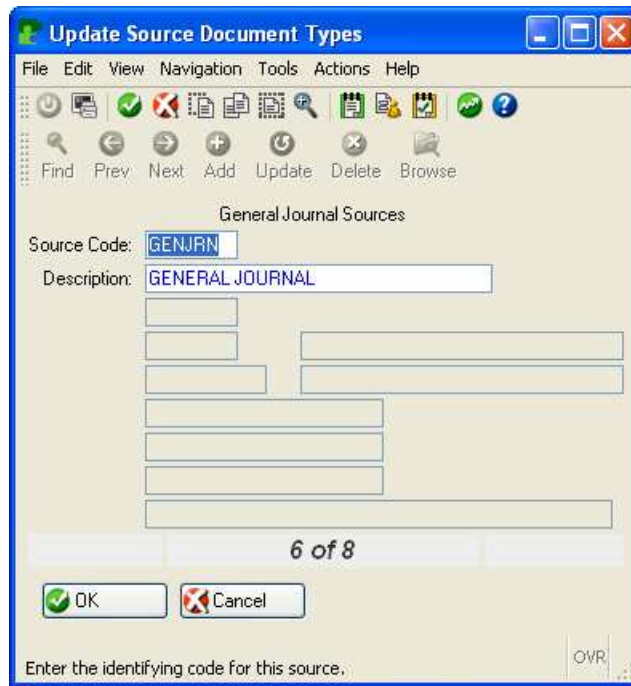 Update Source Document Types
File Edit View Navigation Tools Actions Help
Find Prev Next Add Update Delete Browse
General Journal Sources
Source Code: GENJRN
Description: GENERAL JOURNAL
6 of 8
OK Cancel
Enter the identifying code for this source. OVR